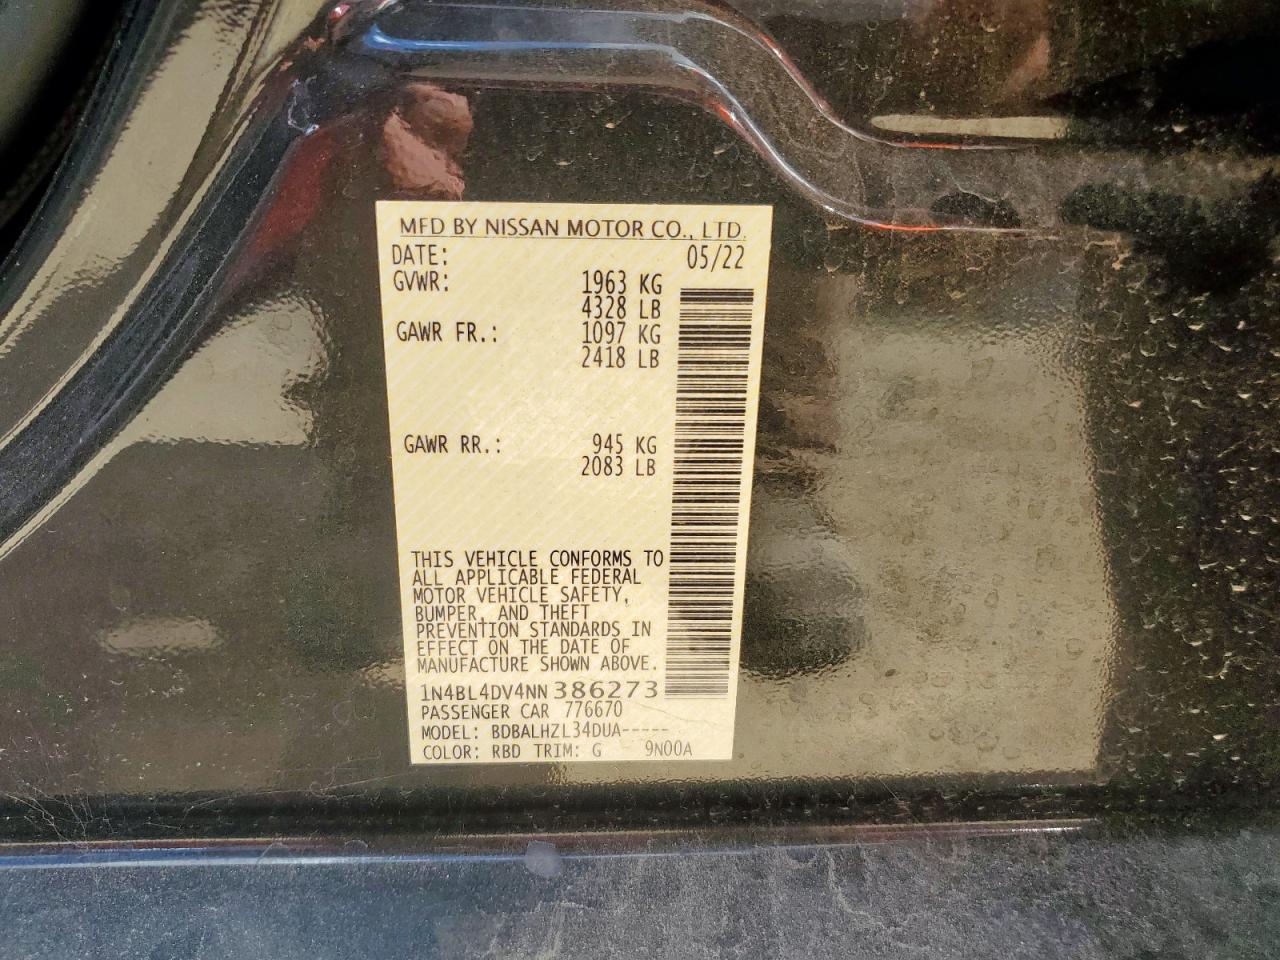 MFD BY NISSAN MOTOR CO., LTD.
DATE: 05/22
GVWR: 1963 KG
4328 LB
GAWR FR.: 1097 KG
2418 LB
GAWR RR.: 945 KG
2083 LB
THIS VEHICLE CONFORMS TO
ALL APPLICABLE FEDERAL
MOTOR VEHICLE SAFETY,
BUMPER, AND THEFT
PREVENTION STANDARDS IN
EFFECT ON THE DATE OF
MANUFACTURE SHOWN ABOVE.
1N4BL4DV4NN386273
PASSENGER CAR 776670
MODEL: BDBALHZL34DUA-----
COLOR: RBD TRIM: G 9N00A